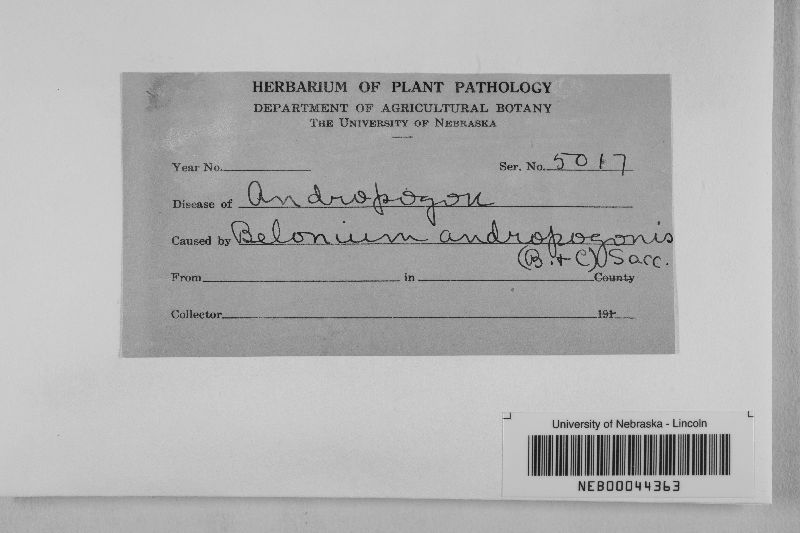 HERBARIUM OF PLANT PATHOLOGY
DEPARTMENT OF AGRICULTURAL BOTANY
THE UNIVERSITY OF NEBRASKA
Year No. Ser. No. 5017
Disease of Andropogon
Caused by Belonium andropogonis
(B. + C.) Sacc.
From in County
Collector 191
University of Nebraska - Lincoln
NEB00044363